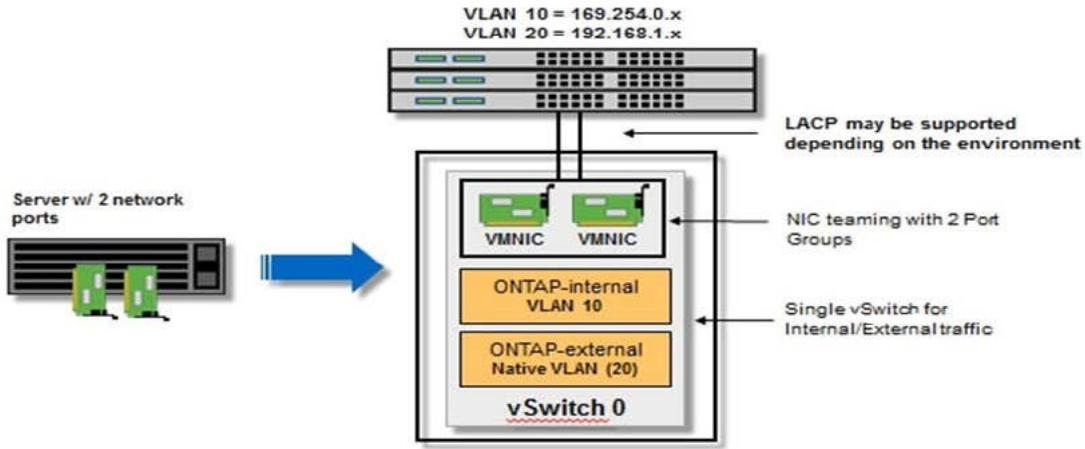 VLAN 10 = 169.254.0.x
VLAN 20 = 192.168.1.x
LACP may be supported
depending on the environment
Server w/ 2 network
ports
VMNIC
VMNIC
NIC teaming with 2 Port
Groups
ONTAP-internal
VLAN 10
Single vSwitch for
Internal/External traffic
ONTAP-external
Native VLAN (20)
vSwitch 0